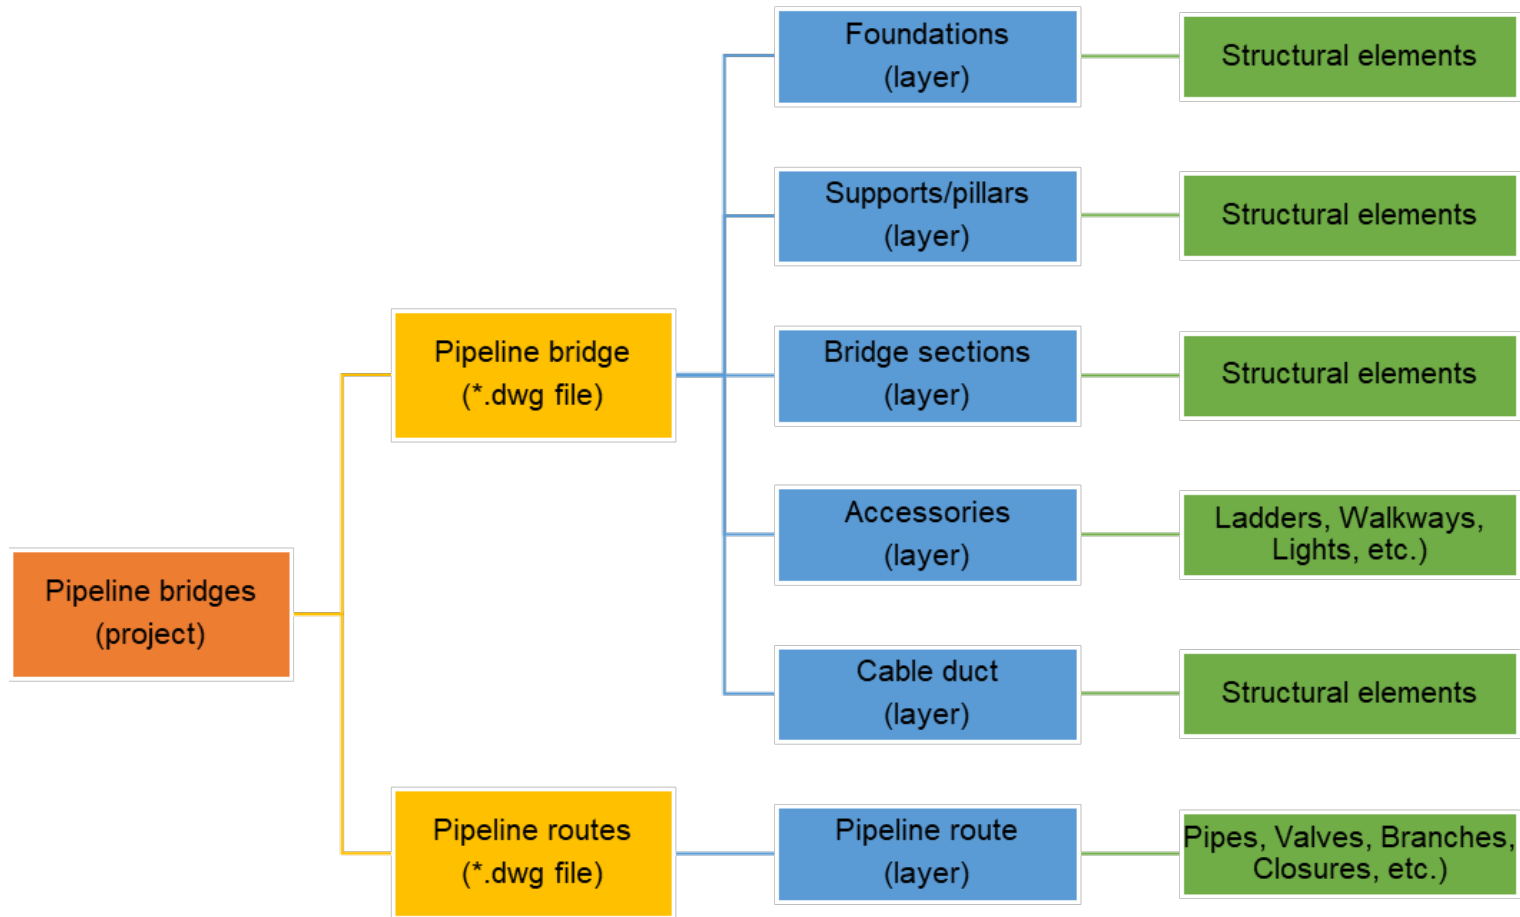 Foundations
(layer)
Structural elements
Supports/pillars
(layer)
Structural elements
Pipeline bridge
(*.dwg file)
Bridge sections
(layer)
Structural elements
Accessories
(layer)
Ladders, Walkways,
Lights, etc.)
Pipeline bridges
(project)
Cable duct
(layer)
Structural elements
Pipeline routes
(*.dwg file)
Pipeline route
(layer)
Pipes, Valves, Branches,
Closures, etc.)